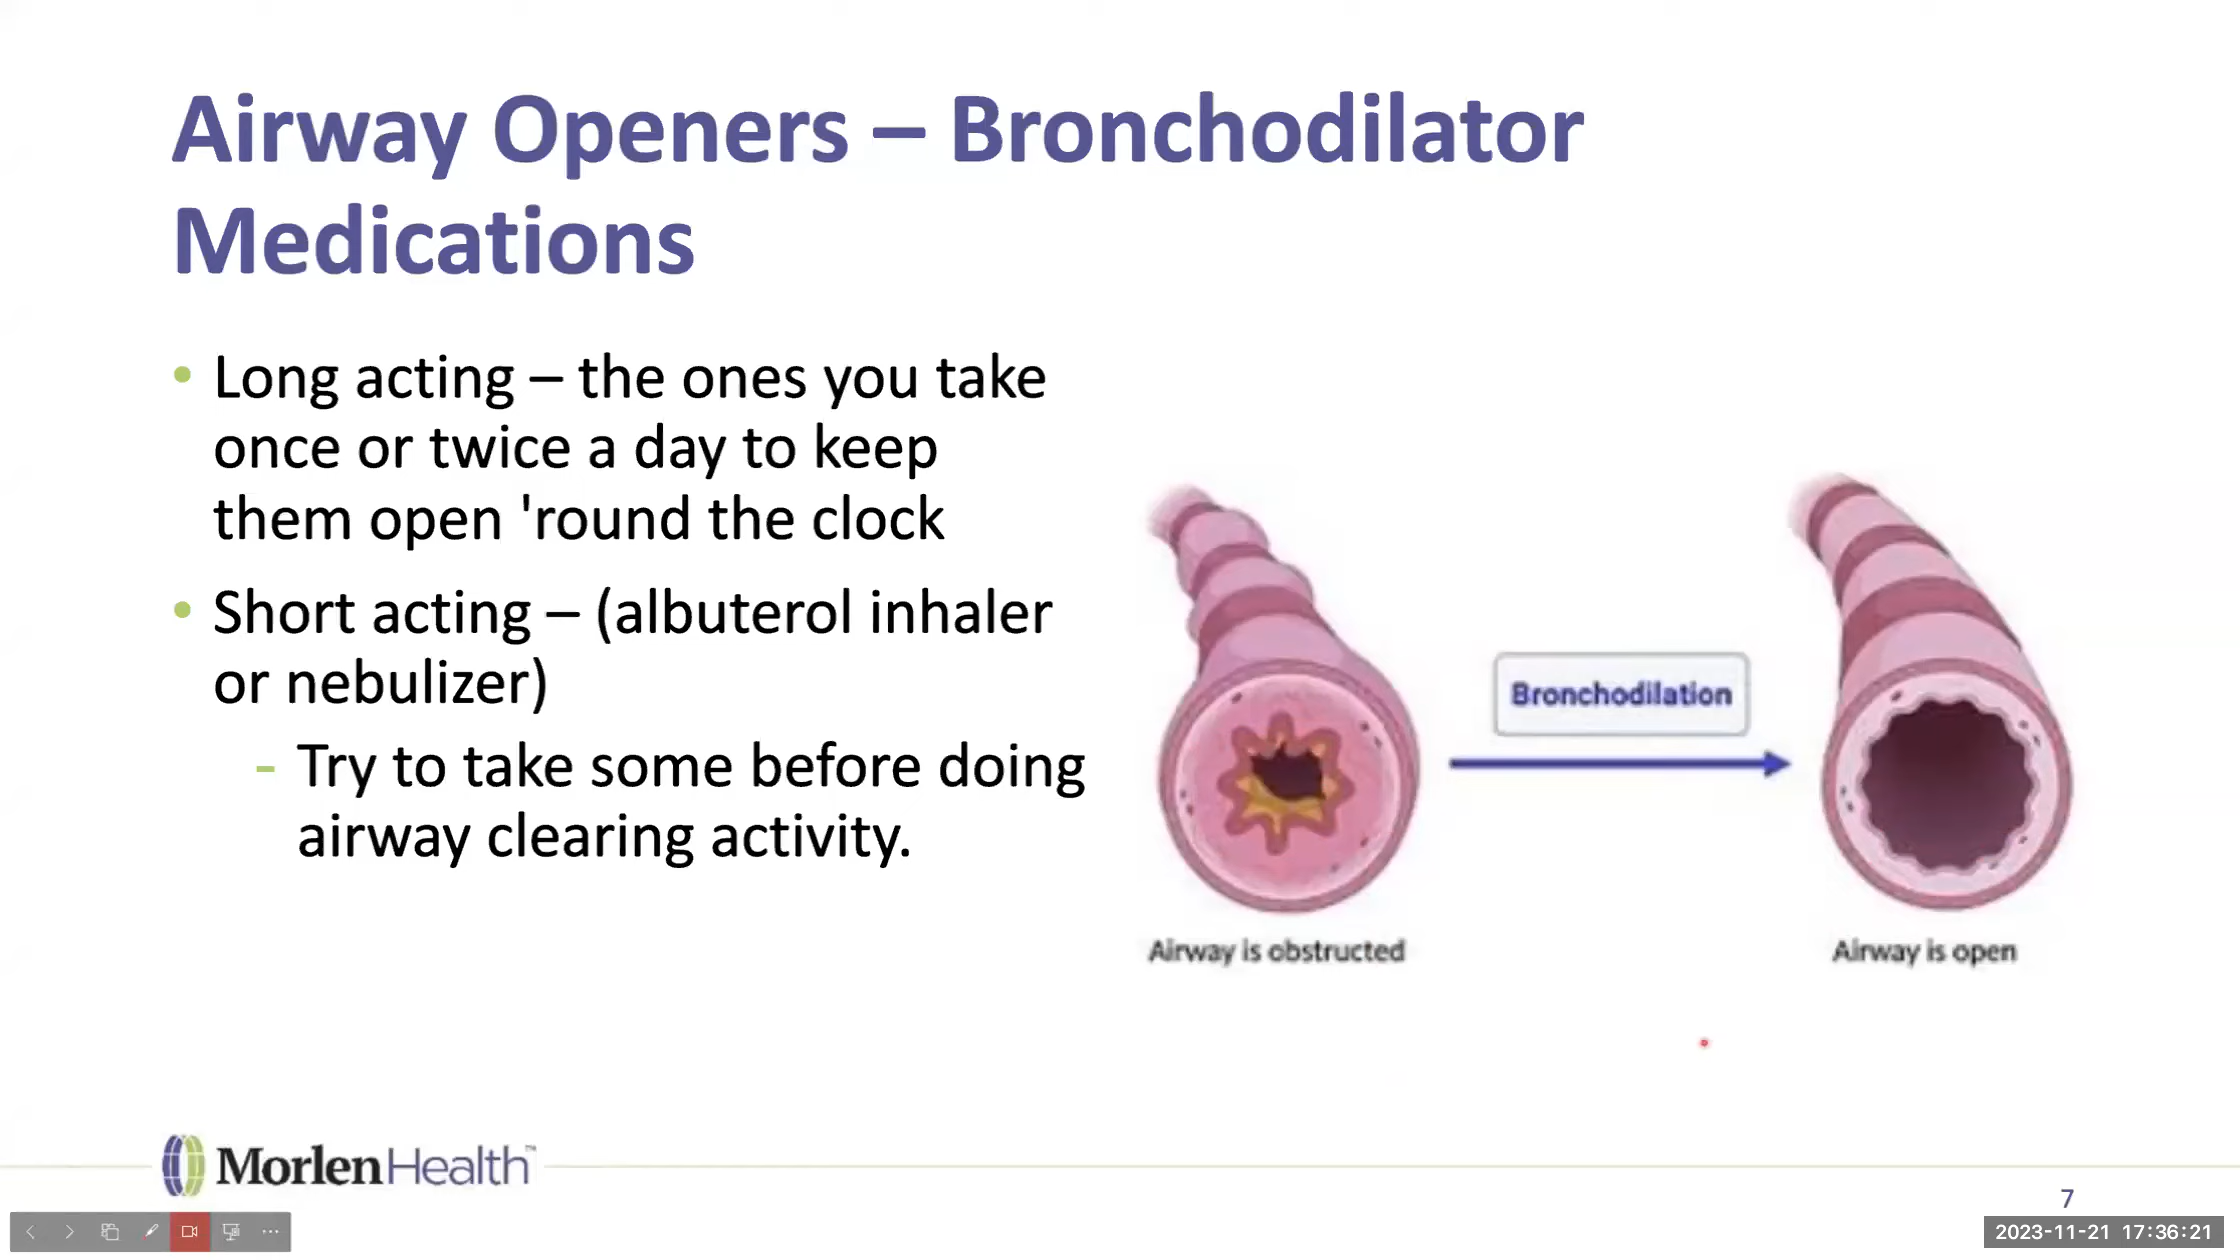 Airway Openers – Bronchodilator
Medications
• Long acting – the ones you take
once or twice a day to keep
them open 'round the clock
• Short acting – (albuterol inhaler
or nebulizer)
- Try to take some before doing
airway clearing activity.
Bronchodilation
Airway is obstructed
Airway is open
MorlenHealth™
7
2023-11-21 17:36:21